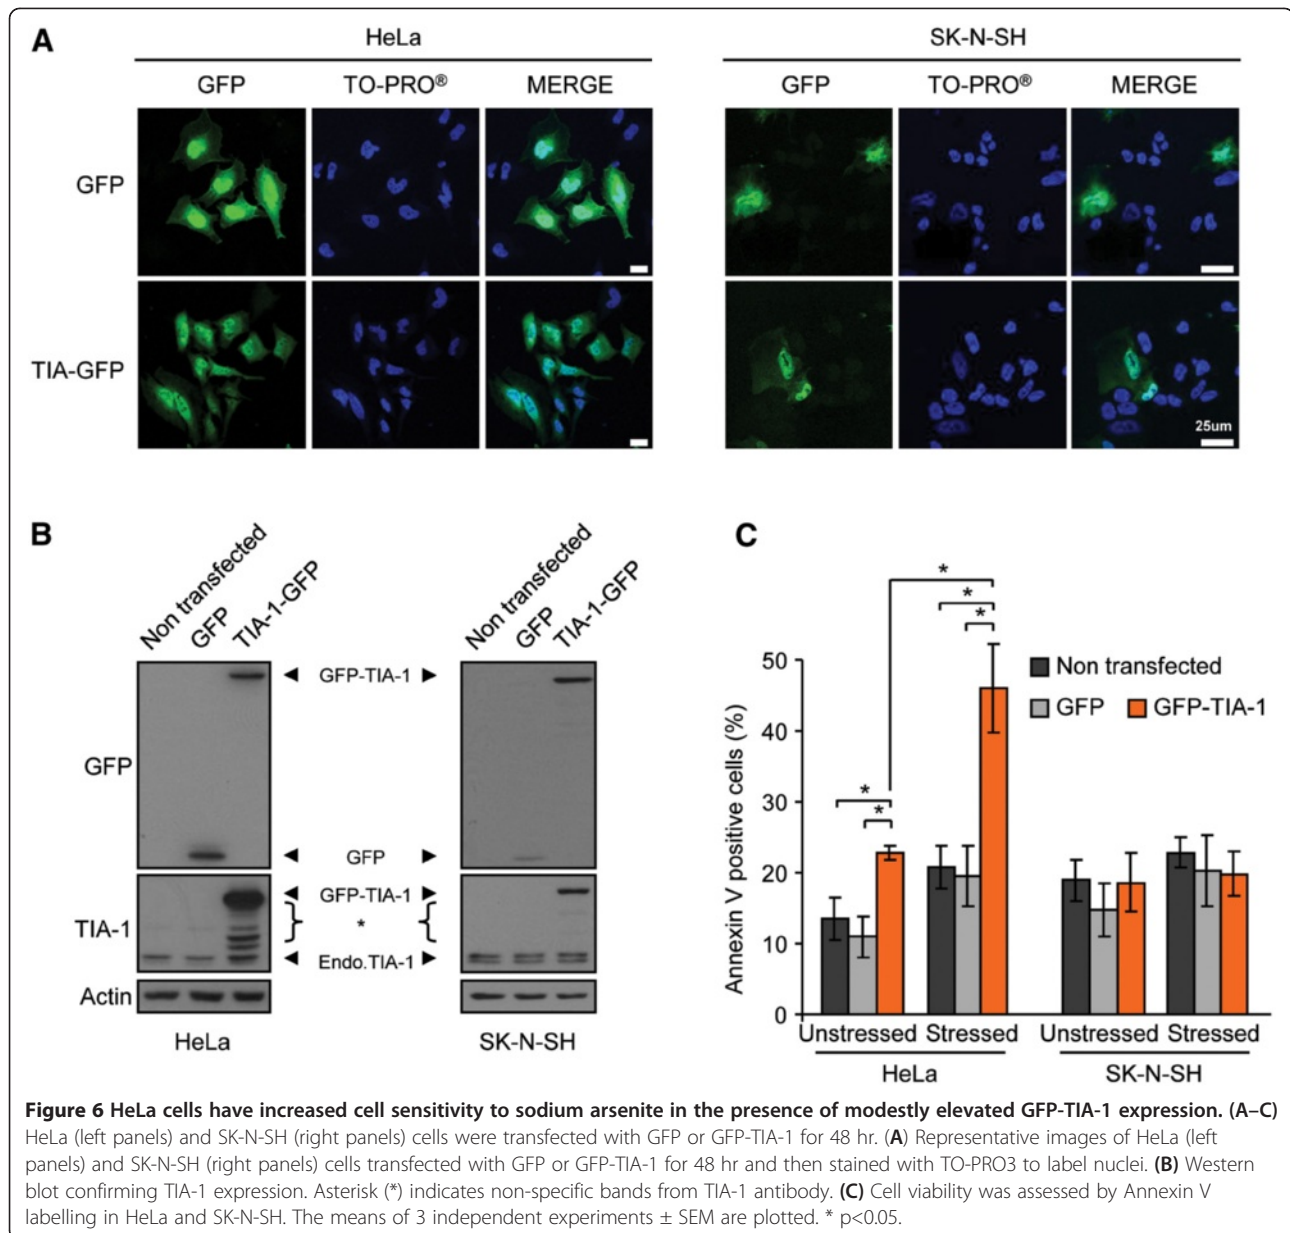 A
HeLa
SK-N-SH
GFP TO-PRO® MERGE
GFP TO-PRO® MERGE
GFP
TIA-GFP
25um
B
Non transfected
GFP
TIA-1-GFP
Non transfected
GFP
TIA-1-GFP
GFP
◄ GFP-TIA-1 ►
◄ GFP ►
TIA-1
◄ GFP-TIA-1 ►
*
◄ Endo.TIA-1 ►
Actin
HeLa
SK-N-SH
C
Annexin V positive cells (%)
50
40
30
20
10
0
*
*
*
*
*
Non transfected
GFP
GFP-TIA-1
Unstressed Stressed
Unstressed Stressed
HeLa
SK-N-SH
Figure 6 HeLa cells have increased cell sensitivity to sodium arsenite in the presence of modestly elevated GFP-TIA-1 expression. (A–C)
HeLa (left panels) and SK-N-SH (right panels) cells were transfected with GFP or GFP-TIA-1 for 48 hr. (A) Representative images of HeLa (left
panels) and SK-N-SH (right panels) cells transfected with GFP or GFP-TIA-1 for 48 hr and then stained with TO-PRO3 to label nuclei. (B) Western
blot confirming TIA-1 expression. Asterisk (*) indicates non-specific bands from TIA-1 antibody. (C) Cell viability was assessed by Annexin V
labelling in HeLa and SK-N-SH. The means of 3 independent experiments ± SEM are plotted. * p<0.05.